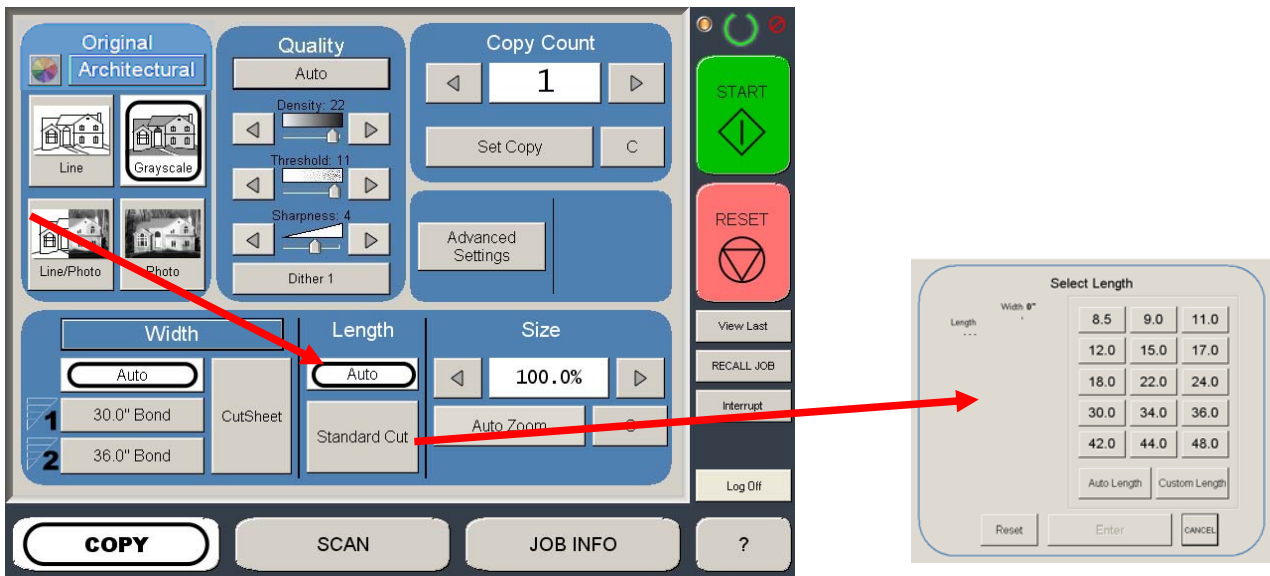 Original
Architectural
Line
Grayscale
Line/Photo
Photo
Quality
Auto
Density: 22
Threshold: 11
Sharpness: 4
Dither 1
Copy Count
1
Set Copy
C
Advanced
Settings
Width
Auto
1
30.0" Bond
2
36.0" Bond
CutSheet
Length
Auto
Standard Cut
Size
100.0%
Auto Zoom
START
RESET
View Last
RECALL JOB
Interrupt
Log Off
COPY
SCAN
JOB INFO
?
Select Length
Width 0"
Length
---
8.5 9.0 11.0
12.0 15.0 17.0
18.0 22.0 24.0
30.0 34.0 36.0
42.0 44.0 48.0
Auto Length Custom Length
Reset Enter CANCEL